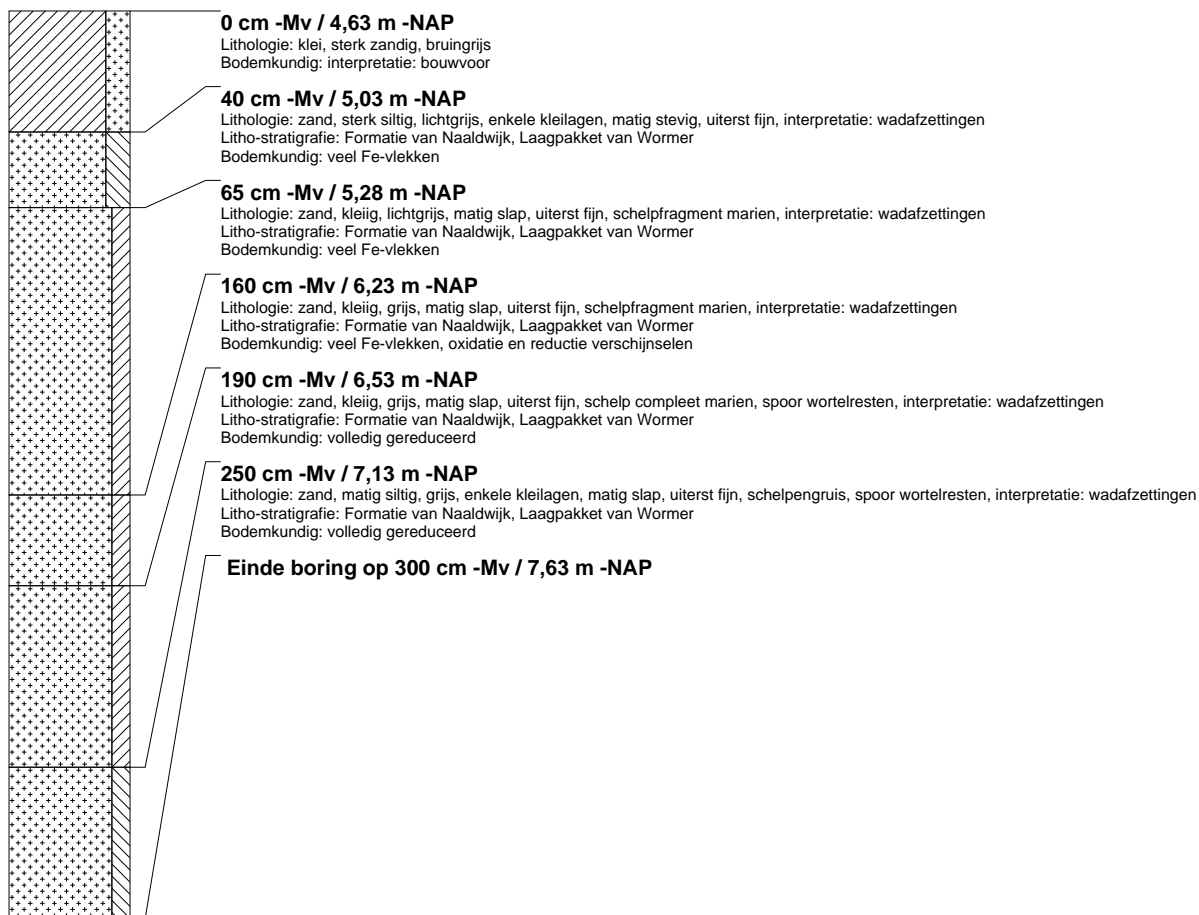 0 cm -Mv / 4,63 m -NAP
Lithologie: klei, sterk zandig, bruingrijs
Bodemkundig: interpretatie: bouwvoor
40 cm -Mv / 5,03 m -NAP
Lithologie: zand, sterk siltig, lichtgrijs, enkele kleilagen, matig stevig, uiterst fijn, interpretatie: wadafzettingen
Litho-stratigrafie: Formatie van Naaldwijk, Laagpakket van Wormer
Bodemkundig: veel Fe-vlekken
65 cm -Mv / 5,28 m -NAP
Lithologie: zand, kleiig, lichtgrijs, matig slap, uiterst fijn, schelpfragment marien, interpretatie: wadafzettingen
Litho-stratigrafie: Formatie van Naaldwijk, Laagpakket van Wormer
Bodemkundig: veel Fe-vlekken
160 cm -Mv / 6,23 m -NAP
Lithologie: zand, kleiig, grijs, matig slap, uiterst fijn, schelpfragment marien, interpretatie: wadafzettingen
Litho-stratigrafie: Formatie van Naaldwijk, Laagpakket van Wormer
Bodemkundig: veel Fe-vlekken, oxidatie en reductie verschijnselen
190 cm -Mv / 6,53 m -NAP
Lithologie: zand, kleiig, grijs, matig slap, uiterst fijn, schelp compleet marien, spoor wortelresten, interpretatie: wadafzettingen
Litho-stratigrafie: Formatie van Naaldwijk, Laagpakket van Wormer
Bodemkundig: volledig gereduceerd
250 cm -Mv / 7,13 m -NAP
Lithologie: zand, matig siltig, grijs, enkele kleilagen, matig slap, uiterst fijn, schelpengruis, spoor wortelresten, interpretatie: wadafzettingen
Litho-stratigrafie: Formatie van Naaldwijk, Laagpakket van Wormer
Bodemkundig: volledig gereduceerd
Einde boring op 300 cm -Mv / 7,63 m -NAP